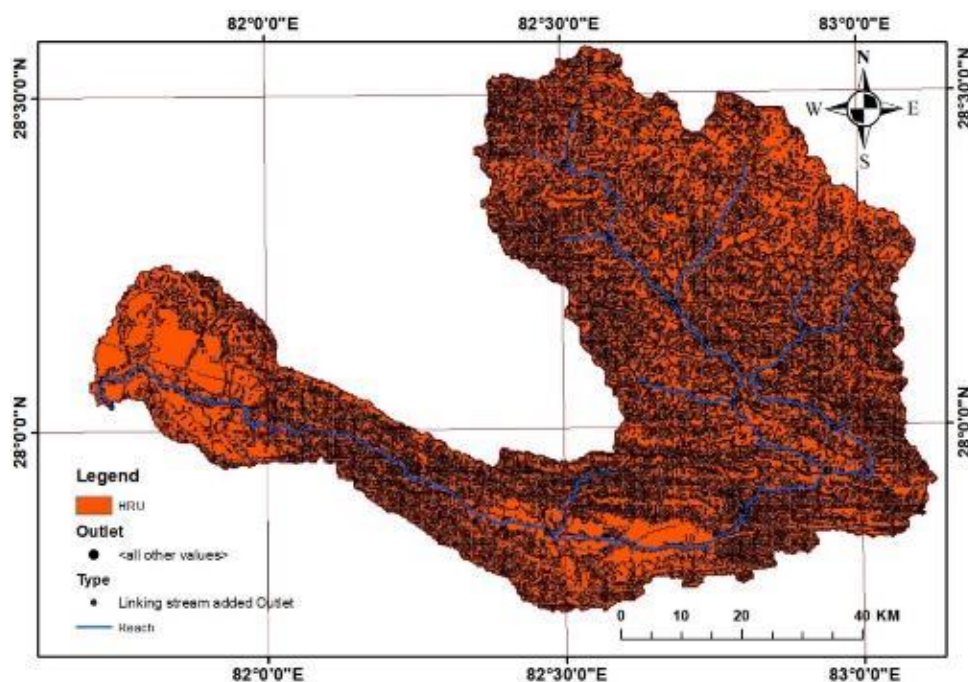 82°0'0"E 82°30'0"E 83°0'0"E
N
W E
S
28°30'0"N
28°30'0"N
28°0'0"N
28°0'0"N
Legend
HRU
Outlet
<all other values>
Type
Linking stream added Outlet
Reach
0 10 20 40 KM
82°0'0"E 82°30'0"E 83°0'0"E